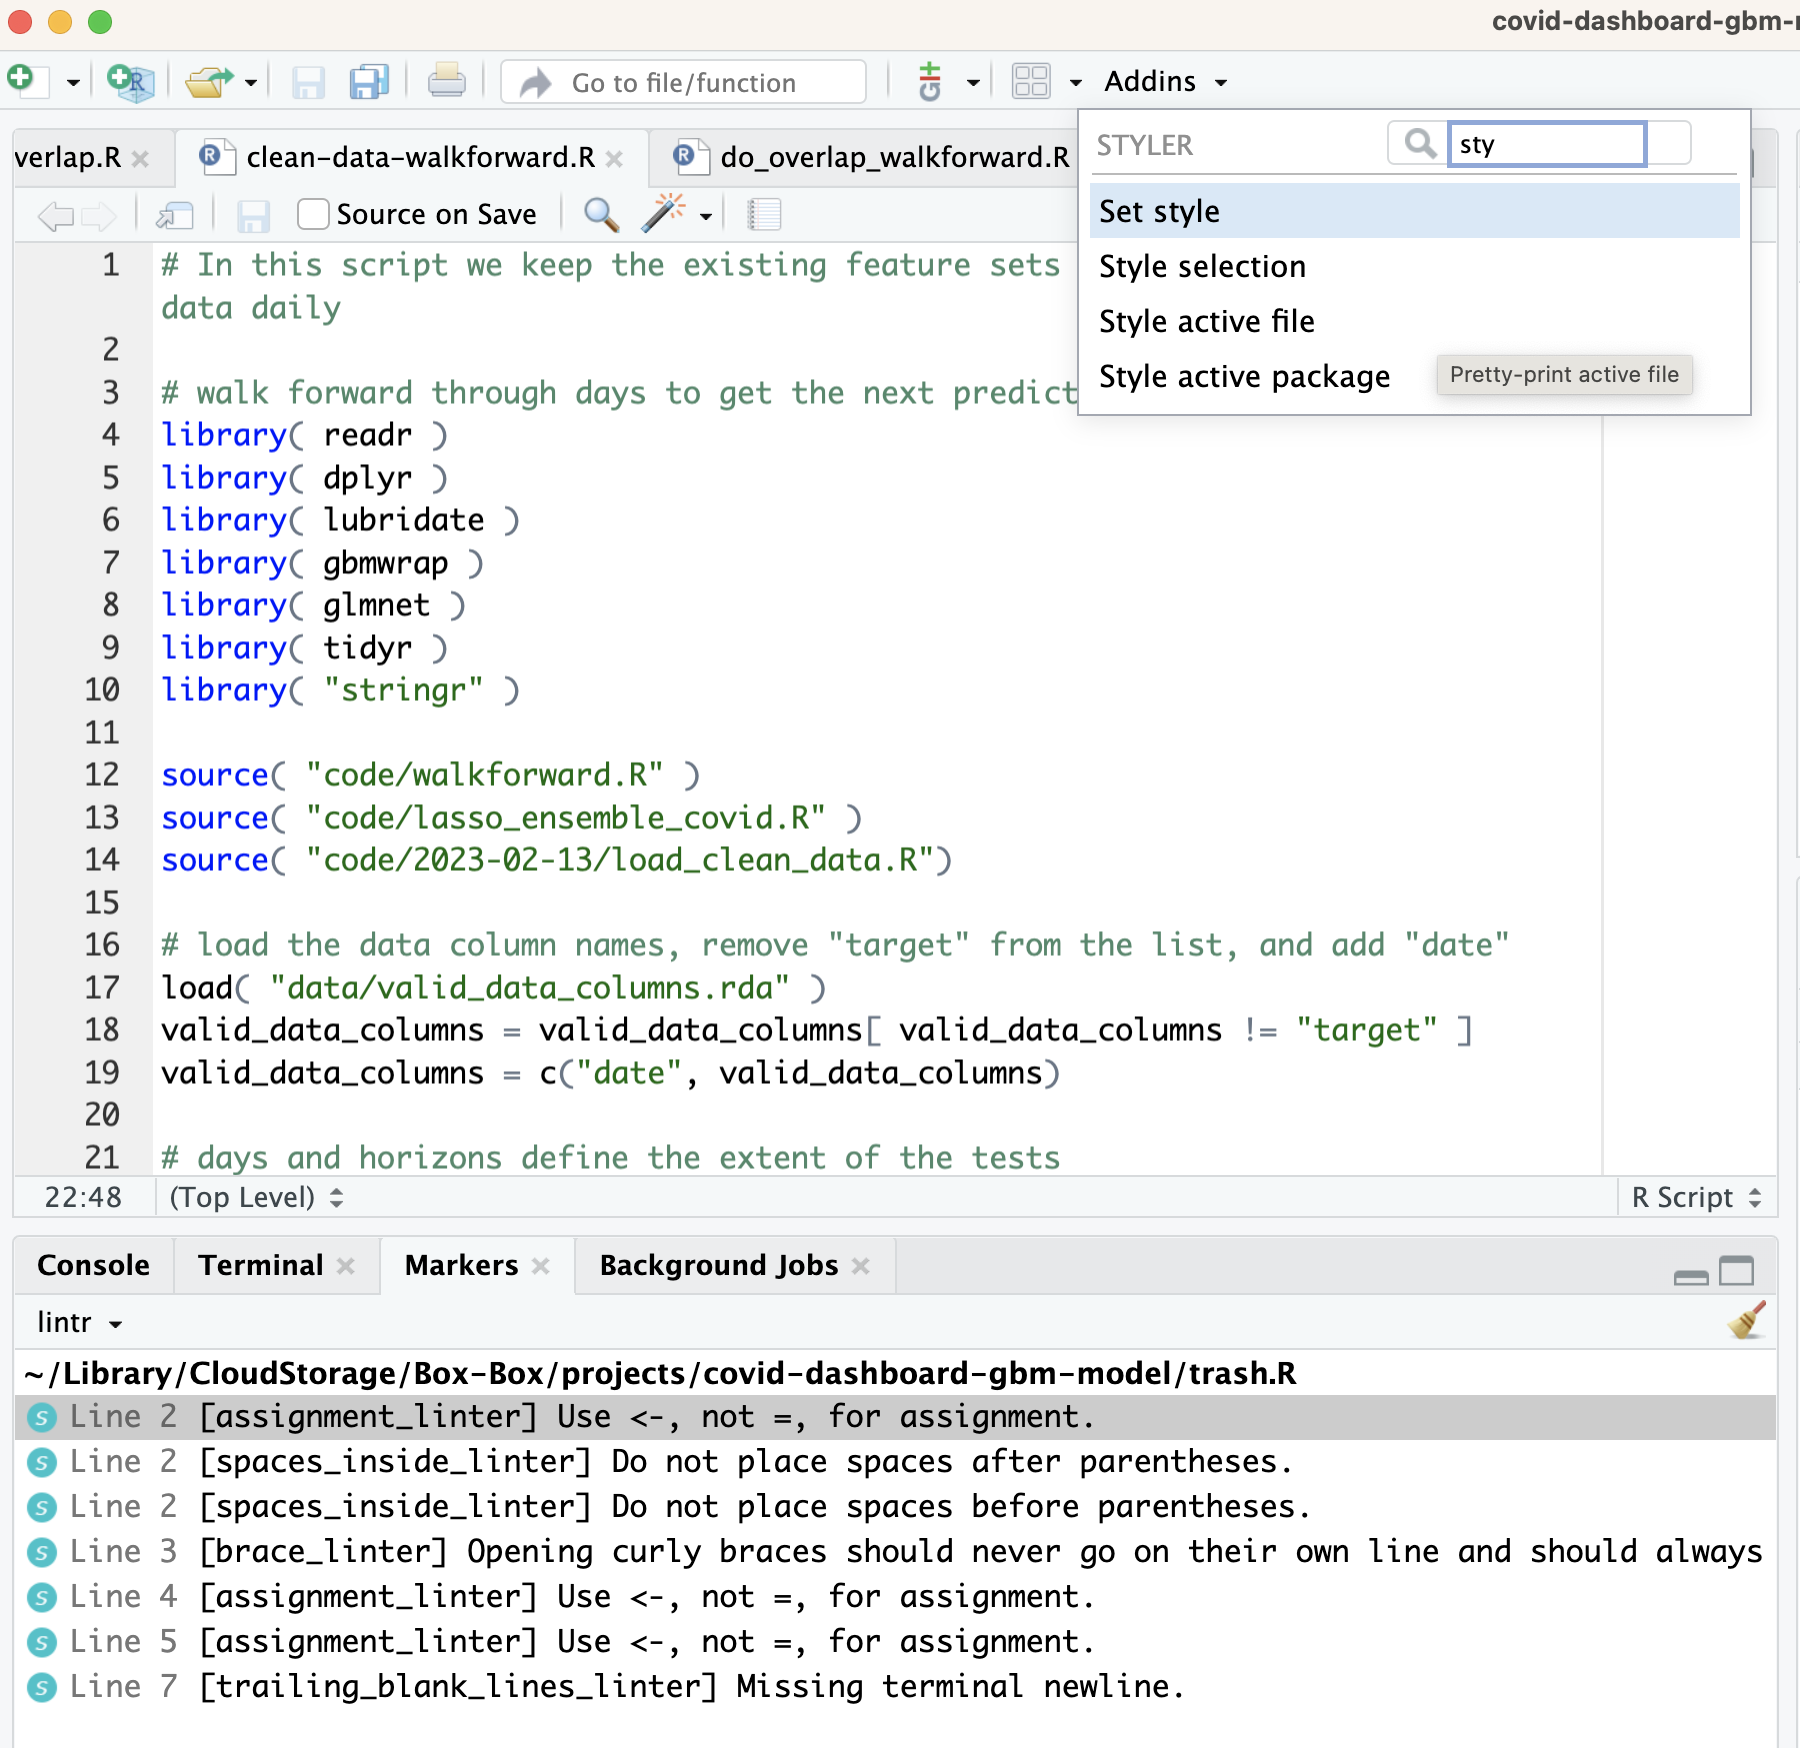 covid-dashboard-gbm-
Go to file/function
Addins
verlap.R
clean-data-walkforward.R
do_overlap_walkforward.R
STYLER
sty
Source on Save
Set style
Style selection
Style active file
Style active package
Pretty-print active file
1 # In this script we keep the existing feature sets
data daily
2
3 # walk forward through days to get the next predict
4 library( readr )
5 library( dplyr )
6 library( lubridate )
7 library( gbmwrap )
8 library( glmnet )
9 library( tidyr )
10 library( "stringr" )
11
12 source( "code/walkforward.R" )
13 source( "code/lasso_ensemble_covid.R" )
14 source( "code/2023-02-13/load_clean_data.R")
15
16 # load the data column names, remove "target" from the list, and add "date"
17 load( "data/valid_data_columns.rda" )
18 valid_data_columns = valid_data_columns[ valid_data_columns != "target" ]
19 valid_data_columns = c("date", valid_data_columns)
20
21 # days and horizons define the extent of the tests
22:48 (Top Level) R Script
Console Terminal Markers Background Jobs
lintr
~/Library/CloudStorage/Box-Box/projects/covid-dashboard-gbm-model/trash.R
S Line 2 [assignment_linter] Use <-, not =, for assignment.
S Line 2 [spaces_inside_linter] Do not place spaces after parentheses.
S Line 2 [spaces_inside_linter] Do not place spaces before parentheses.
S Line 3 [brace_linter] Opening curly braces should never go on their own line and should always
S Line 4 [assignment_linter] Use <-, not =, for assignment.
S Line 5 [assignment_linter] Use <-, not =, for assignment.
S Line 7 [trailing_blank_lines_linter] Missing terminal newline.